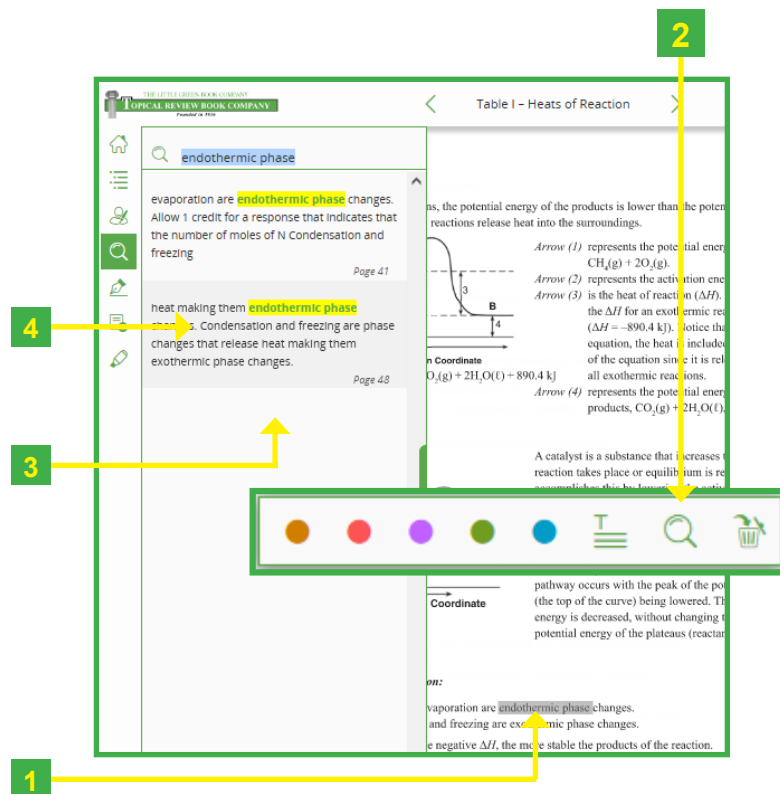 2
THE LITTLE GREEN BOOK COMPANY
TOPICAL REVIEW BOOK COMPANY
Founded in 1936
Table I – Heats of Reaction
endothermic phase
evaporation are endothermic phase changes.
Allow 1 credit for a response that indicates that
the number of moles of N Condensation and
freezing
Page 41
heat making them endothermic phase
changes. Condensation and freezing are phase
changes that release heat making them
exothermic phase changes.
Page 48
4
3
ns, the potential energy of the products is lower than the poten
reactions release heat into the surroundings.
3
B
4
n Coordinate
O₂(g) + 2H₂O(ℓ) + 890.4 kJ
Arrow (1) represents the potential energ
CH₄(g) + 2O₂(g).
Arrow (2) represents the activation ene
Arrow (3) is the heat of reaction (ΔH).
the ΔH for an exothermic rea
(ΔH = –890.4 kJ). Notice tha
equation, the heat is include
of the equation since it is rel
all exothermic reactions.
Arrow (4) represents the potential energ
products, CO₂(g) + 2H₂O(ℓ).
A catalyst is a substance that increases t
reaction takes place or equilibrium is re
accomplishes this by lowering the activ
T
pathway occurs with the peak of the po
(the top of the curve) being lowered. Th
energy is decreased, without changing t
potential energy of the plateaus (reactan
Coordinate
on:
vaporation are endothermic phase changes.
and freezing are exothermic phase changes.
e negative ΔH, the more stable the products of the reaction.
1